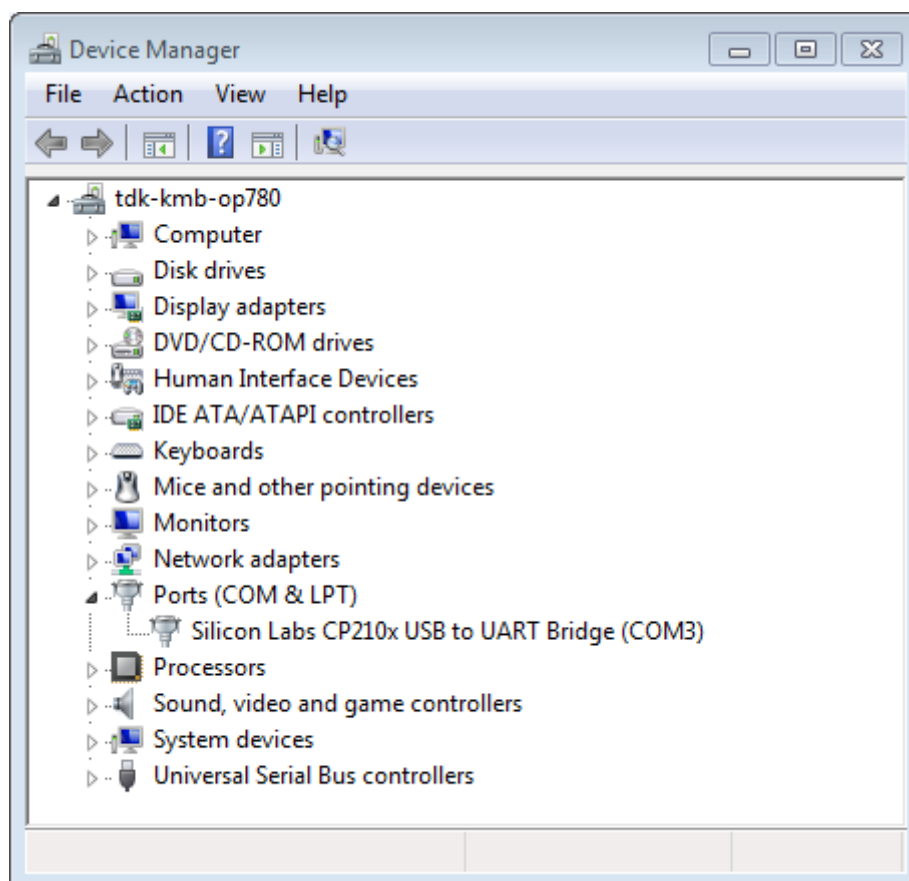 Device Manager
File Action View Help
?
tdk-kmb-op780
Computer
Disk drives
Display adapters
DVD/CD-ROM drives
Human Interface Devices
IDE ATA/ATAPI controllers
Keyboards
Mice and other pointing devices
Monitors
Network adapters
Ports (COM & LPT)
Silicon Labs CP210x USB to UART Bridge (COM3)
Processors
Sound, video and game controllers
System devices
Universal Serial Bus controllers